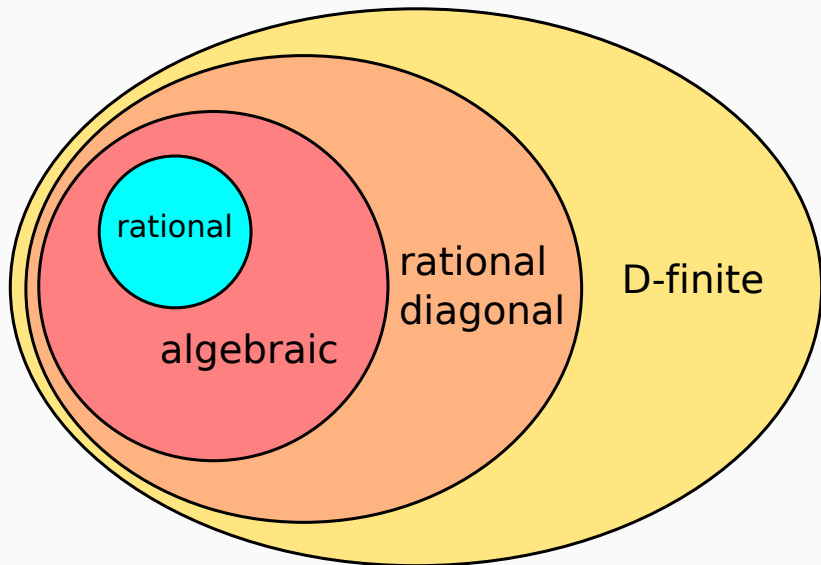 rational
rational
diagonal
D-finite
algebraic